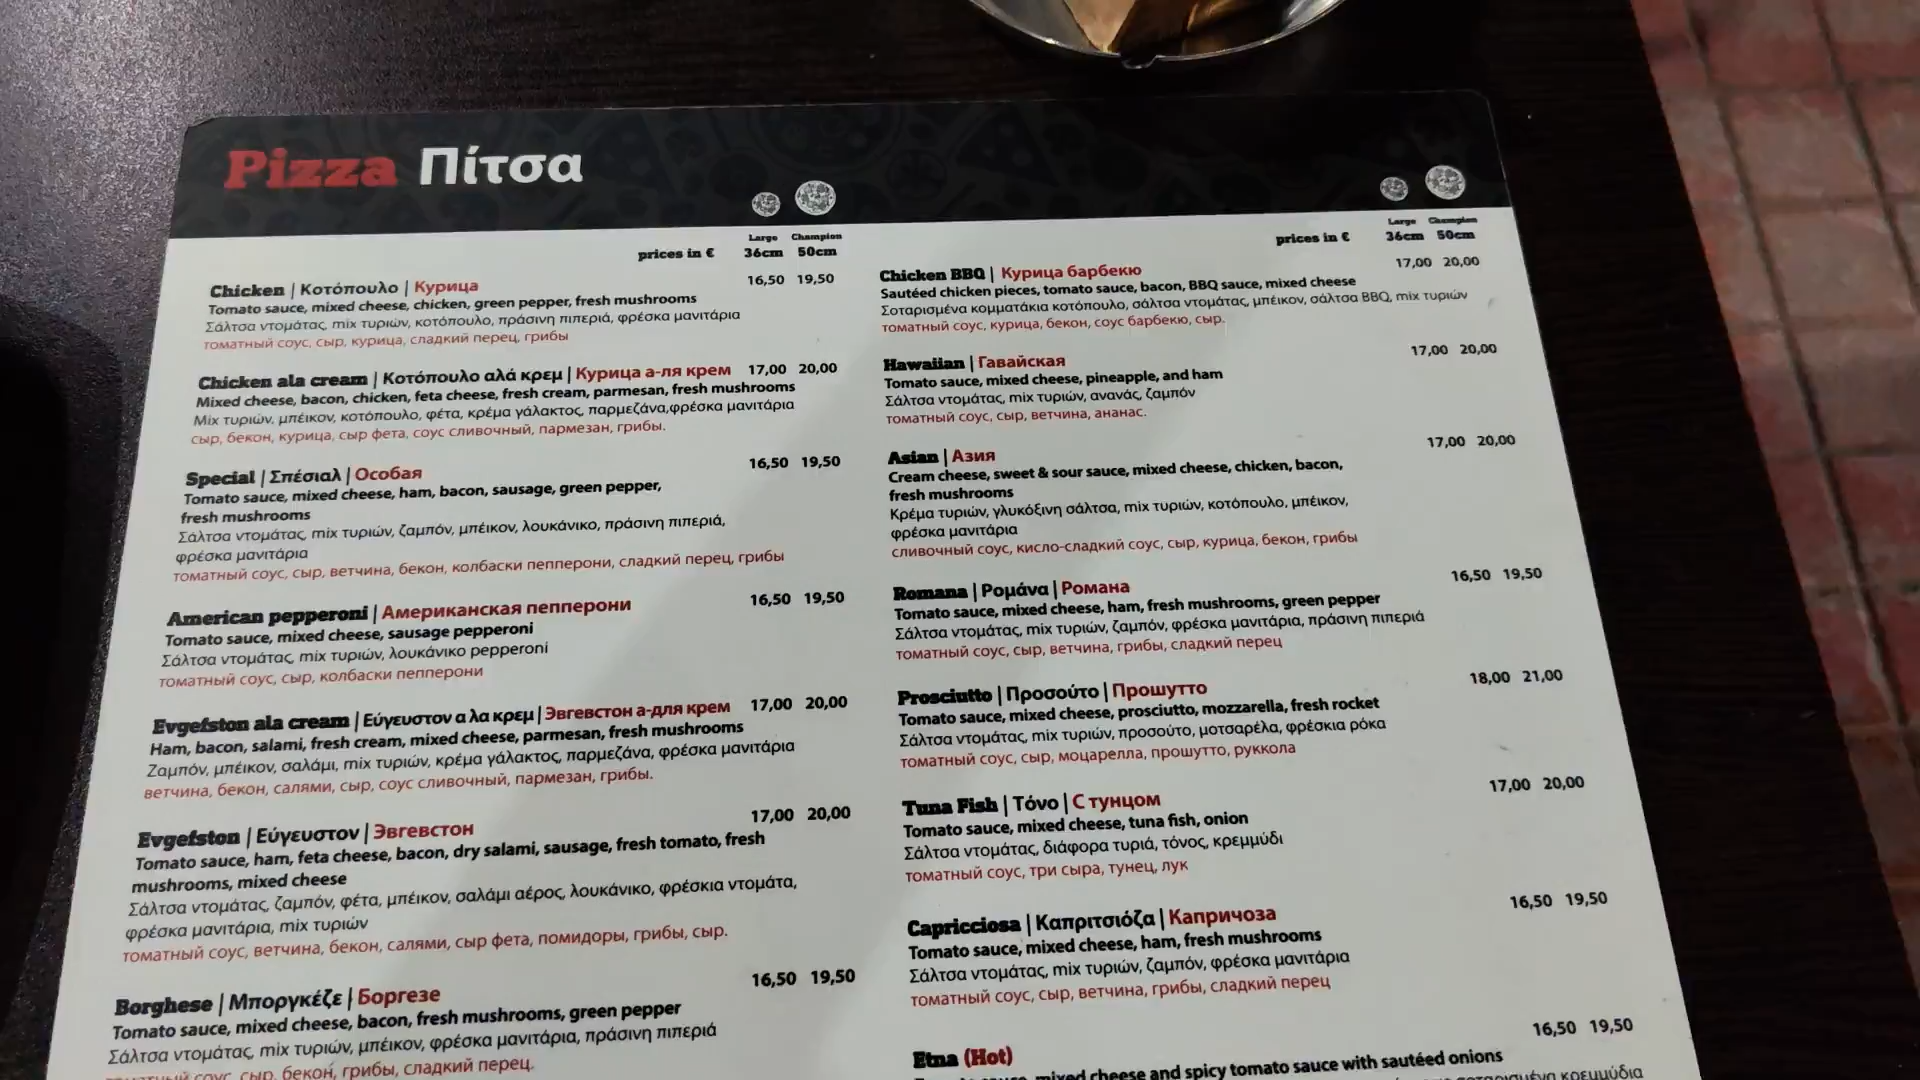 Pizza Πίτσα
Large Champion
prices in € 36cm 50cm
Chicken | Κοτόπουλο | Курица 16,50 19,50
Tomato sauce, mixed cheese, chicken, green pepper, fresh mushrooms
Σάλτσα ντομάτας, mix τυριών, κοτόπουλο, πράσινη πιπεριά, φρέσκα μανιτάρια
томатный соус, сыр, курица, сладкий перец, грибы
Chicken ala cream | Κοτόπουλο αλά κρεμ | Курица а-ля крем 17,00 20,00
Mixed cheese, bacon, chicken, feta cheese, fresh cream, parmesan, fresh mushrooms
Mix τυριών, μπέικον, κοτόπουλο, φέτα, κρέμα γάλακτος, παρμεζάνα,φρέσκα μανιτάρια
сыр, бекон, курица, сыр фета, соус сливочный, пармезан, грибы.
Special | Σπέσιαλ | Особая 16,50 19,50
Tomato sauce, mixed cheese, ham, bacon, sausage, green pepper,
fresh mushrooms
Σάλτσα ντομάτας, mix τυριών, ζαμπόν, μπέικον, λουκάνικο, πράσινη πιπεριά,
φρέσκα μανιτάρια
томатный соус, сыр, ветчина, бекон, колбаски пепперони, сладкий перец, грибы
American pepperoni | Американская пепперони 16,50 19,50
Tomato sauce, mixed cheese, sausage pepperoni
Σάλτσα ντομάτας, mix τυριών, λουκάνικο pepperoni
томатный соус, сыр, колбаски пепперони
Evgefston ala cream | Εύγευστον α λα κρεμ | Эвгевстон а-для крем 17,00 20,00
Ham, bacon, salami, fresh cream, mixed cheese, parmesan, fresh mushrooms
Ζαμπόν, μπέικον, σαλάμι, mix τυριών, κρέμα γάλακτος, παρμεζάνα, φρέσκα μανιτάρια
ветчина, бекон, салями, сыр, соус сливочный, пармезан, грибы.
Evgefston | Εύγευστον | Эвгевстон 17,00 20,00
Tomato sauce, ham, feta cheese, bacon, dry salami, sausage, fresh tomato, fresh
mushrooms, mixed cheese
Σάλτσα ντομάτας, ζαμπόν, φέτα, μπέικον, σαλάμι αέρος, λουκάνικο, φρέσκια ντομάτα,
φρέσκα μανιτάρια, mix τυριών
томатный соус, ветчина, бекон, салями, сыр фета, помидоры, грибы, сыр.
Borghese | Μποργκέζε | Боргезе 16,50 19,50
Tomato sauce, mixed cheese, bacon, fresh mushrooms, green pepper
Σάλτσα ντομάτας, mix τυριών, μπέικον, φρέσκα μανιτάρια, πράσινη πιπεριά
соус, сыр, бекон, грибы, сладкий перец.
Large Champion
prices in € 36cm 50cm
Chicken BBQ | Курица барбекю 17,00 20,00
Sautéed chicken pieces, tomato sauce, bacon, BBQ sauce, mixed cheese
Σοταρισμένα κομματάκια κοτόπουλο, σάλτσα ντομάτας, μπέικον, σάλτσα BBQ, mix τυριών
томатный соус, курица, бекон, соус барбекю, сыр.
Hawaiian | Гавайская 17,00 20,00
Tomato sauce, mixed cheese, pineapple, and ham
Σάλτσα ντομάτας, mix τυριών, ανανάς, ζαμπόν
томатный соус, сыр, ветчина, ананас.
Asian | Азия 17,00 20,00
Cream cheese, sweet & sour sauce, mixed cheese, chicken, bacon,
fresh mushrooms
Κρέμα τυριών, γλυκόξινη σάλτσα, mix τυριών, κοτόπουλο, μπέικον,
φρέσκα μανιτάρια
сливочный соус, кисло-сладкий соус, сыр, курица, бекон, грибы
Romana | Ρομάνα | Романа 16,50 19,50
Tomato sauce, mixed cheese, ham, fresh mushrooms, green pepper
Σάλτσα ντομάτας, mix τυριών, ζαμπόν, φρέσκα μανιτάρια, πράσινη πιπεριά
томатный соус, сыр, ветчина, грибы, сладкий перец
Prosciutto | Προσούτο | Прошутто 18,00 21,00
Tomato sauce, mixed cheese, prosciutto, mozzarella, fresh rocket
Σάλτσα ντομάτας, mix τυριών, προσούτο, μοτσαρέλα, φρέσκια ρόκα
томатный соус, сыр, моцарелла, прошутто, руккола
Tuna Fish | Τόνο | С тунцом 17,00 20,00
Tomato sauce, mixed cheese, tuna fish, onion
Σάλτσα ντομάτας, διάφορα τυριά, τόνος, κρεμμύδι
томатный соус, три сыра, тунец, лук
Capricciosa | Καπριτσιόζα | Капричоза 16,50 19,50
Tomato sauce, mixed cheese, ham, fresh mushrooms
Σάλτσα ντομάτας, mix τυριών, ζαμπόν, φρέσκα μανιτάρια
томатный соус, сыр, ветчина, грибы, сладкий перец
Etna (Hot) 16,50 19,50
mixed cheese and spicy tomato sauce with sautéed onions
κρεμμύδια